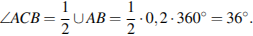 ∠ACB = 1/2 ∪ AB = 1/2 · 0,2 · 360° = 36°.